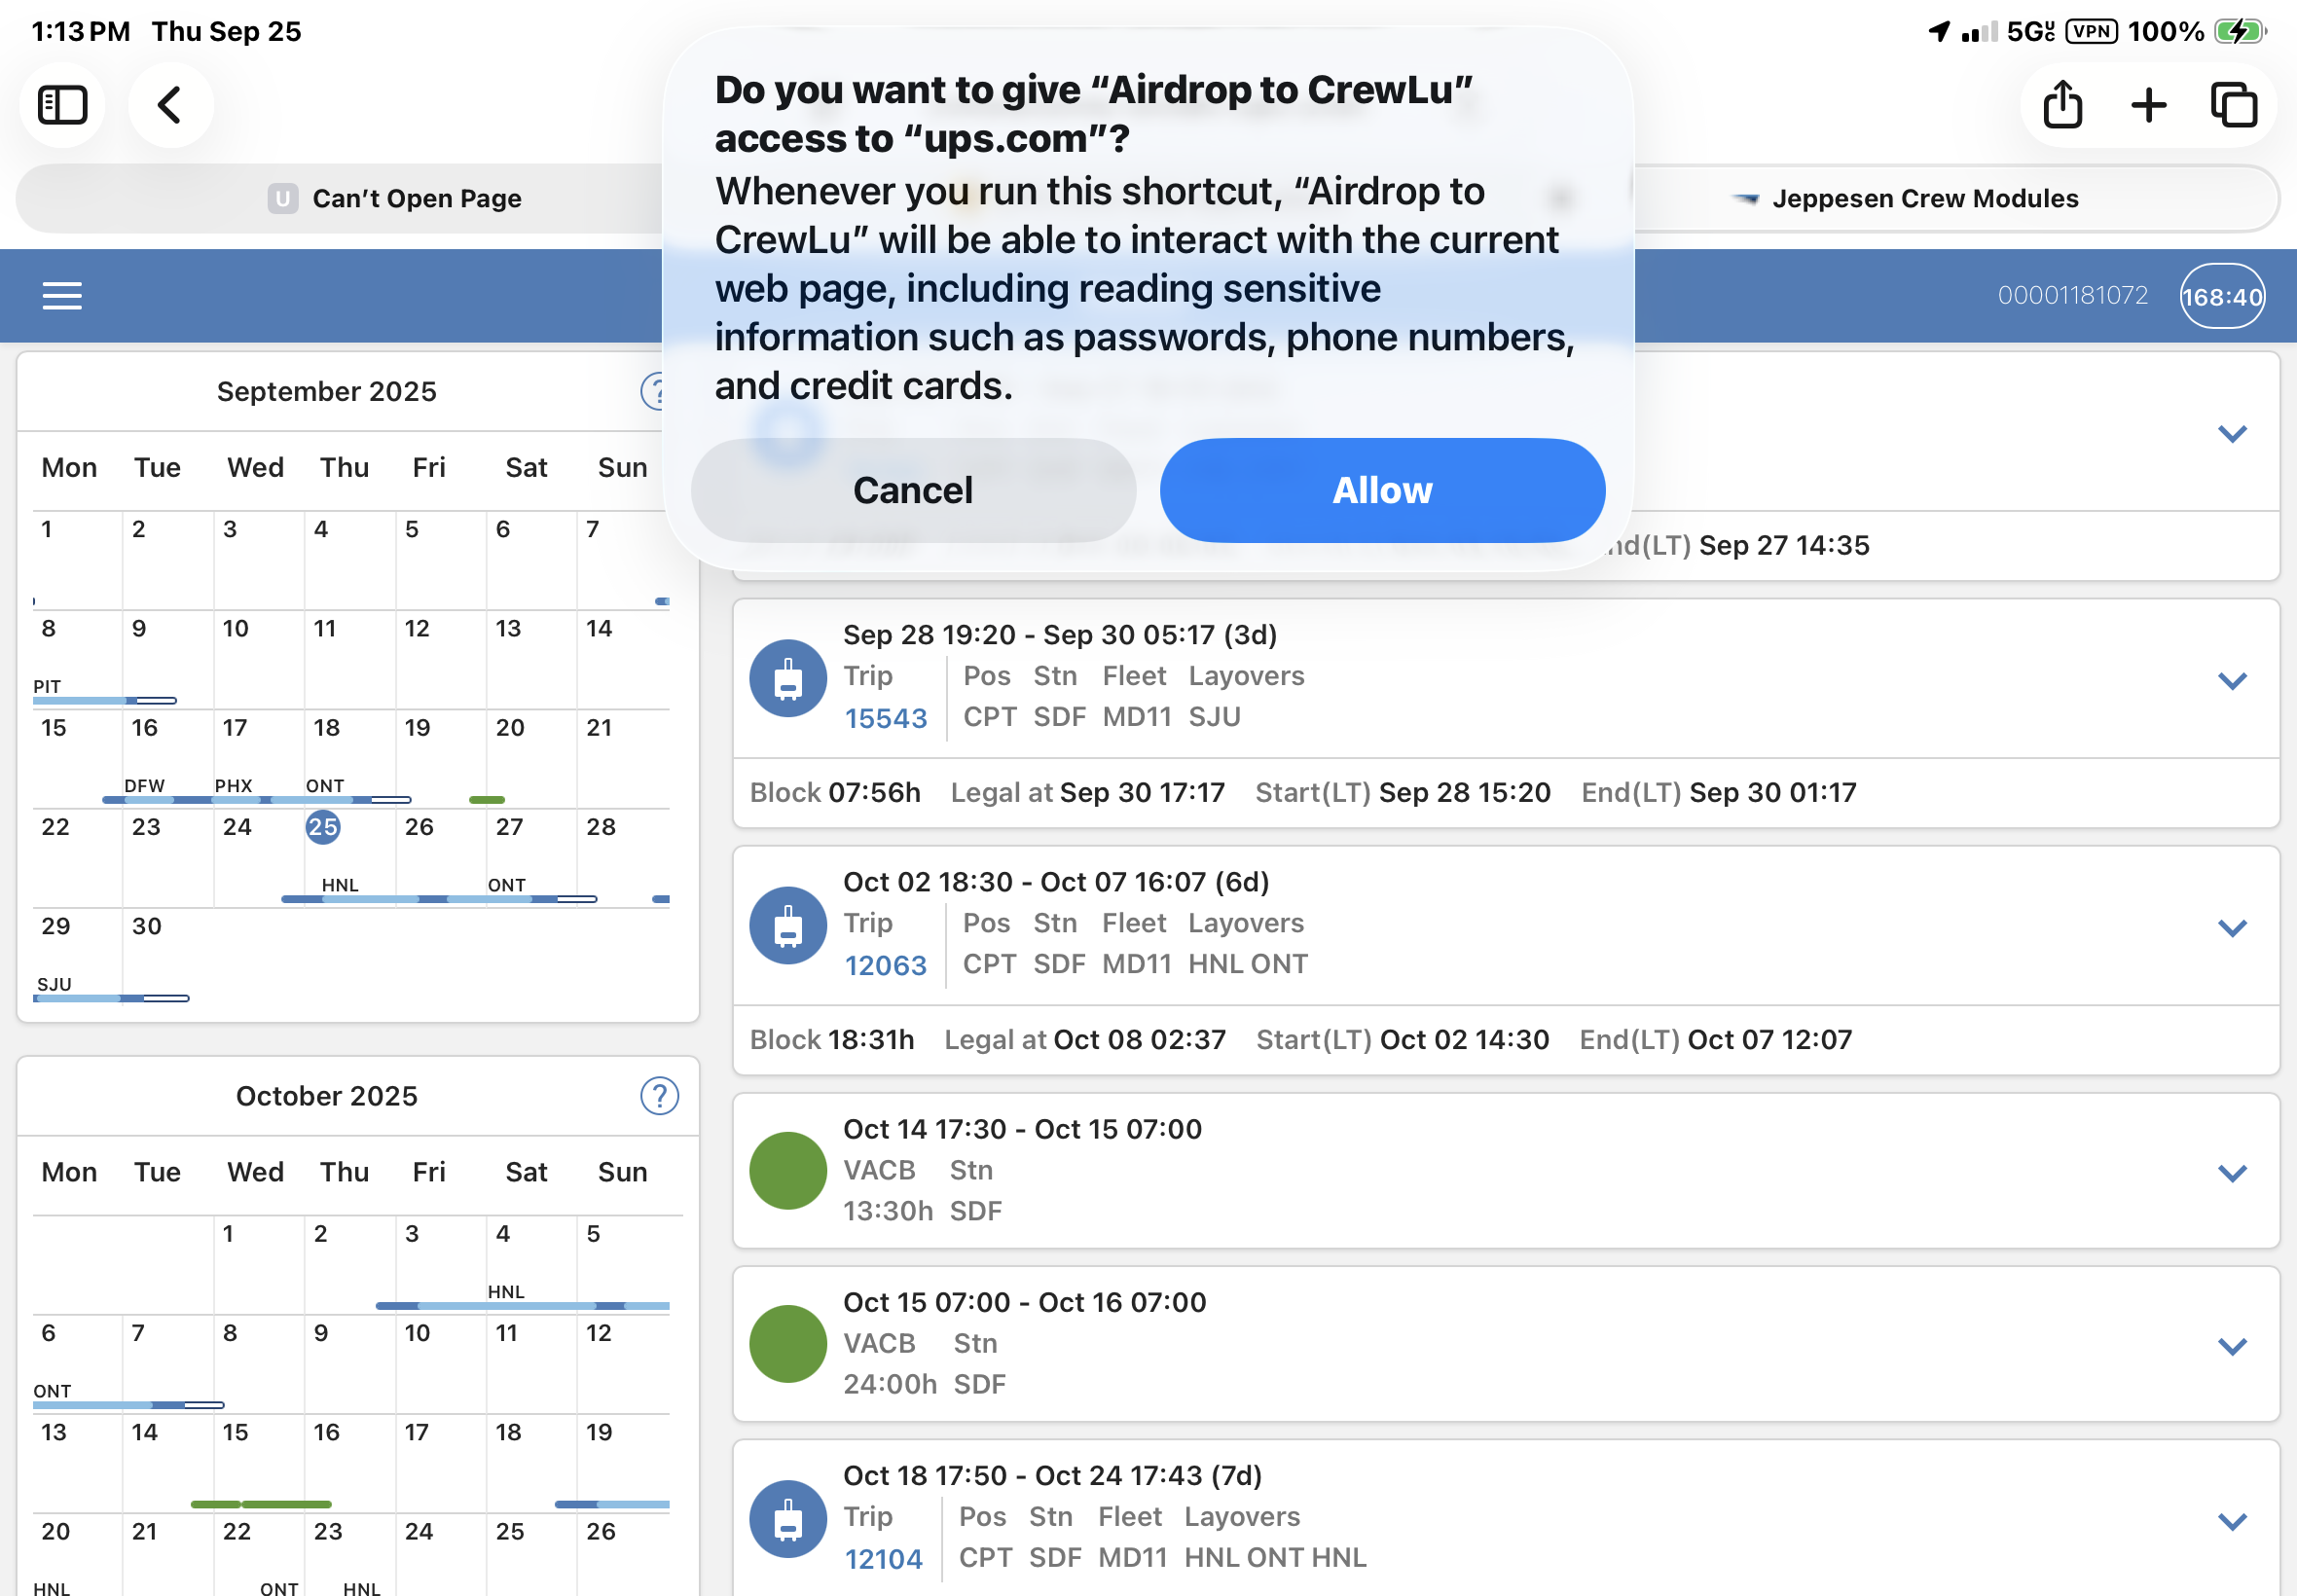 1:13 PM Thu Sep 25
5G UC VPN 100%
Do you want to give “Airdrop to CrewLu”
access to “ups.com”?
Whenever you run this shortcut, “Airdrop to
CrewLu” will be able to interact with the current
web page, including reading sensitive
information such as passwords, phone numbers,
and credit cards.
Cancel Allow
U Can’t Open Page
Jeppesen Crew Modules
00001181072 168:40
September 2025 ?
Mon Tue Wed Thu Fri Sat Sun
1 2 3 4 5 6 7
8 9 10 11 12 13 14
PIT
15 16 17 18 19 20 21
DFW PHX ONT
22 23 24 25 26 27 28
HNL ONT
29 30
SJU
October 2025 ?
Mon Tue Wed Thu Fri Sat Sun
1 2 3 4 5
HNL
6 7 8 9 10 11 12
ONT
13 14 15 16 17 18 19
20 21 22 23 24 25 26
HNL ONT HNL
nd(LT) Sep 27 14:35
Sep 28 19:20 - Sep 30 05:17 (3d)
Trip Pos Stn Fleet Layovers
15543 CPT SDF MD11 SJU
Block 07:56h Legal at Sep 30 17:17 Start(LT) Sep 28 15:20 End(LT) Sep 30 01:17
Oct 02 18:30 - Oct 07 16:07 (6d)
Trip Pos Stn Fleet Layovers
12063 CPT SDF MD11 HNL ONT
Block 18:31h Legal at Oct 08 02:37 Start(LT) Oct 02 14:30 End(LT) Oct 07 12:07
Oct 14 17:30 - Oct 15 07:00
VACB Stn
13:30h SDF
Oct 15 07:00 - Oct 16 07:00
VACB Stn
24:00h SDF
Oct 18 17:50 - Oct 24 17:43 (7d)
Trip Pos Stn Fleet Layovers
12104 CPT SDF MD11 HNL ONT HNL